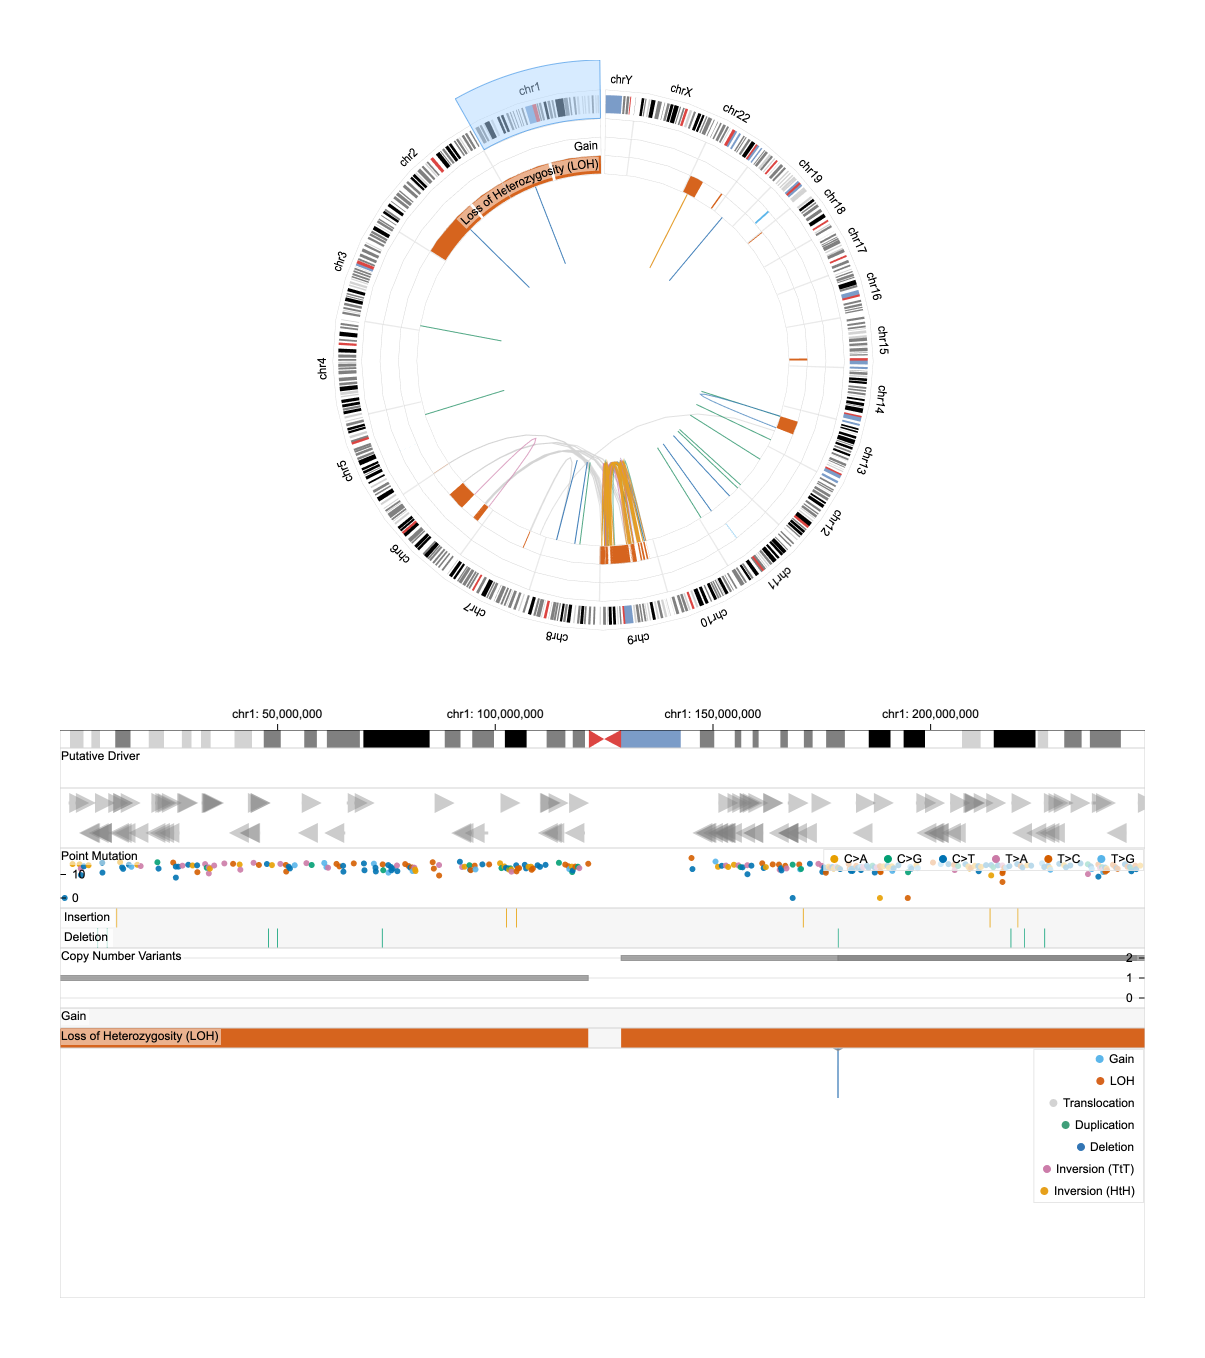 chr1
chrY
chrX
chr22
chr19
chr18
chr17
chr16
chr15
chr14
chr13
chr12
chr11
chr10
chr9
chr8
chr7
chr6
chr5
chr4
chr3
chr2
Gain
Loss of Heterozygosity (LOH)
chr1: 50,000,000 chr1: 100,000,000 chr1: 150,000,000 chr1: 200,000,000
Putative Driver
Point Mutation
C>A C>G C>T T>A T>C T>G
10
0
Insertion
Deletion
Copy Number Variants
2
1
0
Gain
Loss of Heterozygosity (LOH)
Gain
LOH
Translocation
Duplication
Deletion
Inversion (TtT)
Inversion (HtH)